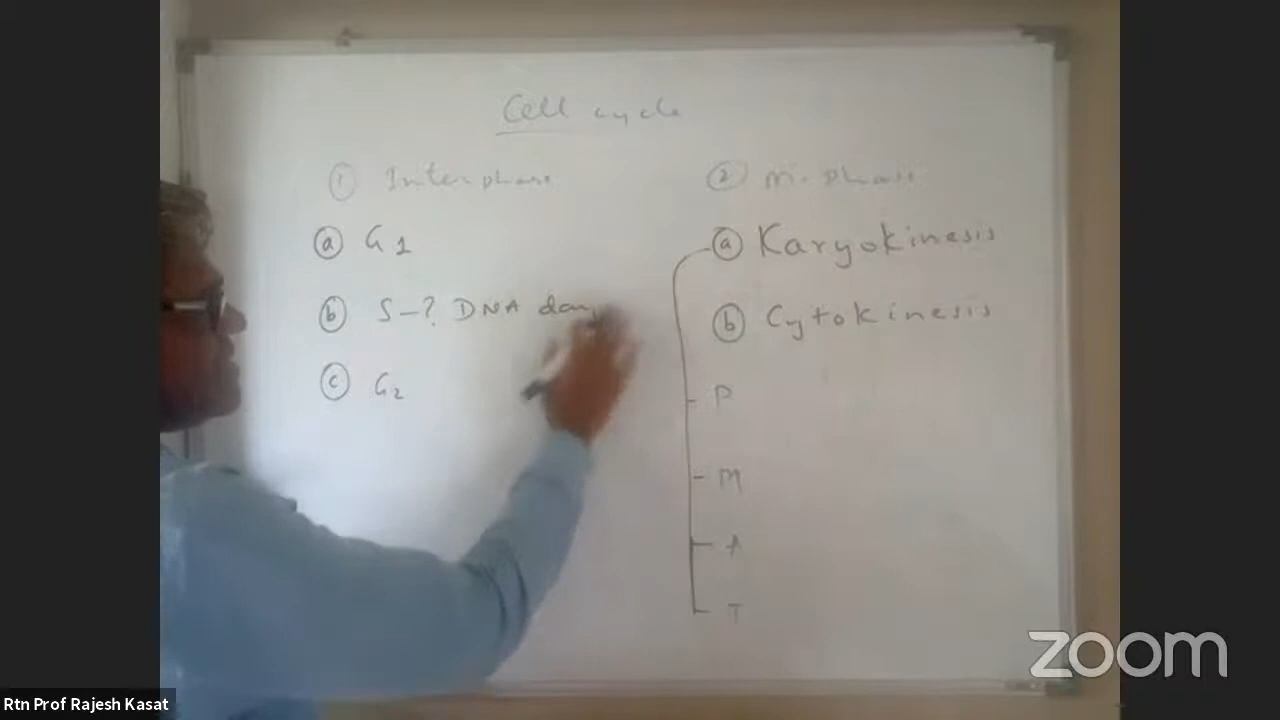 Cell cycle
① Interphase
② M-phase
ⓐ G1
ⓐ Karyokinesis
ⓑ S-? DNA
ⓑ Cytokinesis
ⓒ G2
P
M
A
T
zoom
Rtn Prof Rajesh Kasat